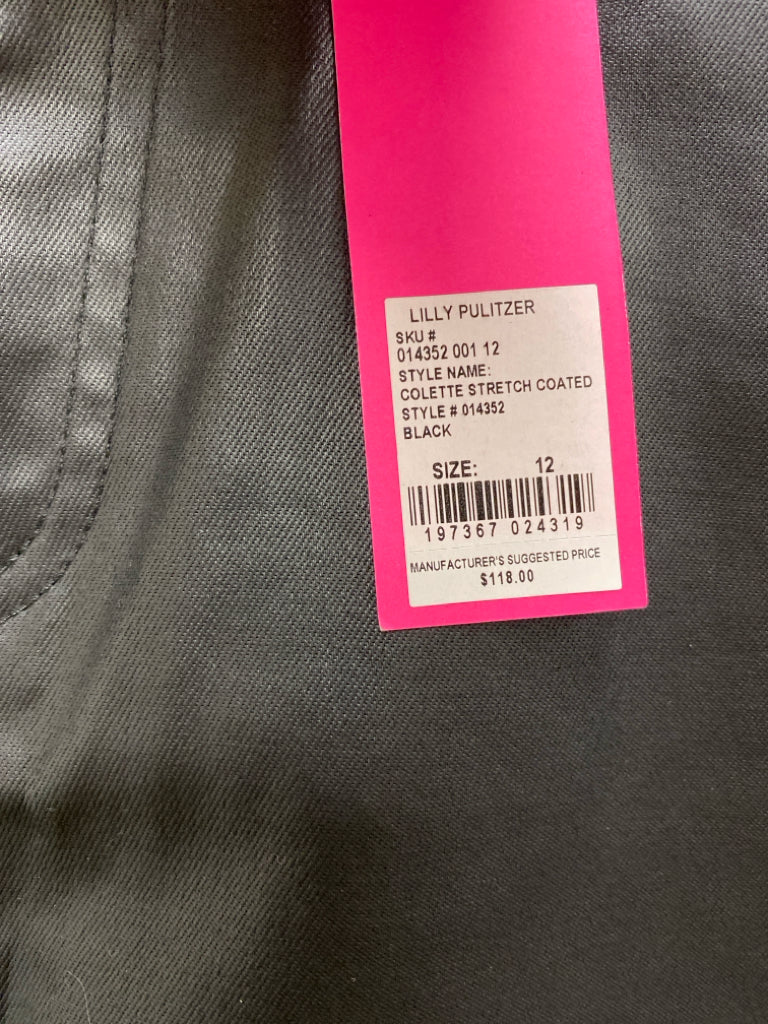 LILLY PULITZER
SKU #
014352 001 12
STYLE NAME:
COLETTE STRETCH COATED
STYLE # 014352
BLACK
SIZE: 12
197367 024319
MANUFACTURER'S SUGGESTED PRICE
$118.00